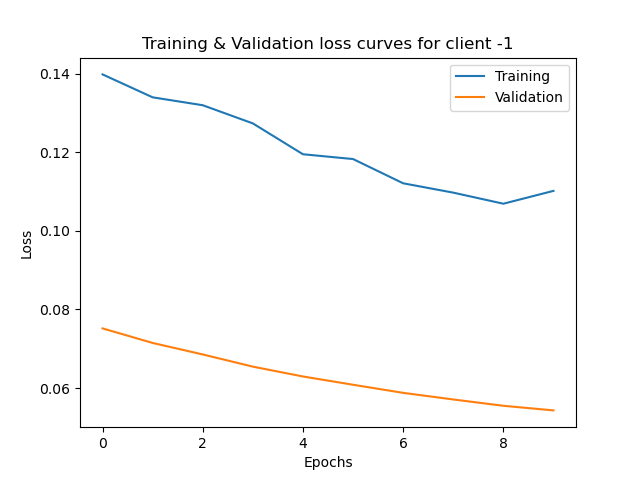 Training & Validation loss curves for client -1
Training
Validation
0.14
0.12
0.10
0.08
0.06
Loss
0 2 4 6 8
Epochs